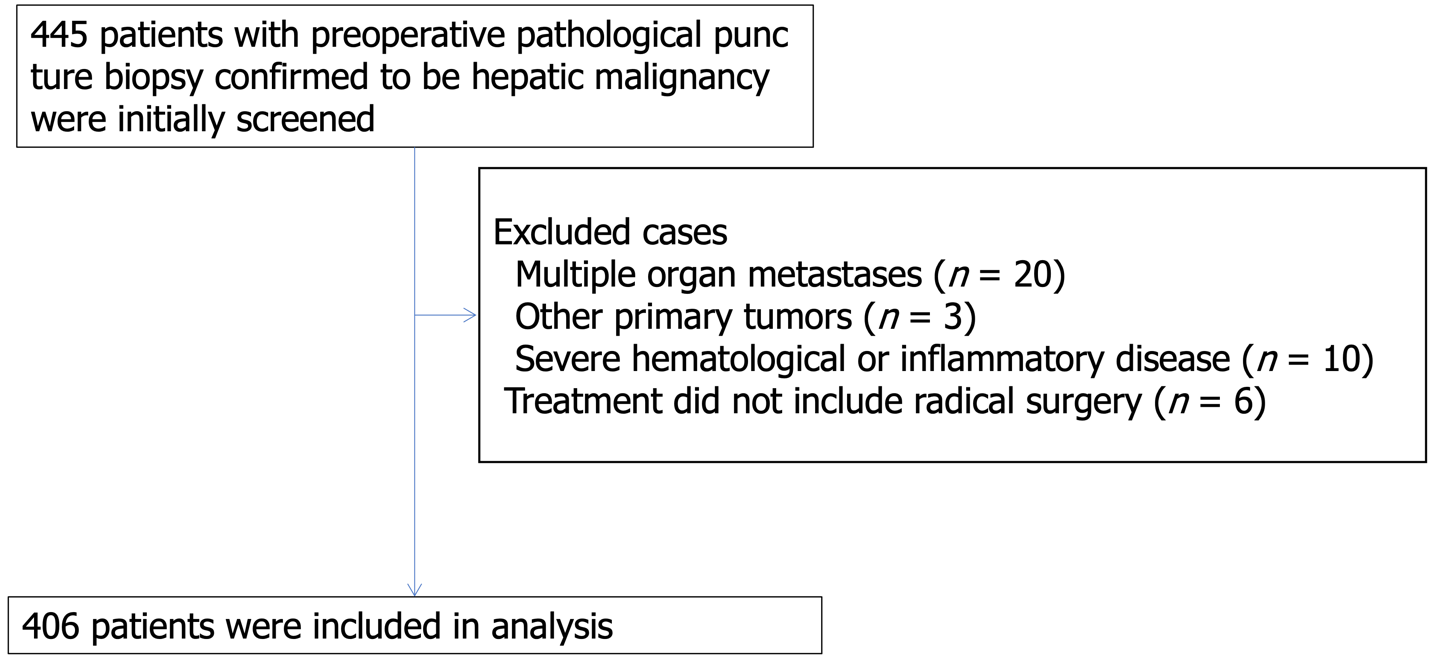 445 patients with preoperative pathological punc
ture biopsy confirmed to be hepatic malignancy
were initially screened
Excluded cases
Multiple organ metastases (n = 20)
Other primary tumors (n = 3)
Severe hematological or inflammatory disease (n = 10)
Treatment did not include radical surgery (n = 6)
406 patients were included in analysis